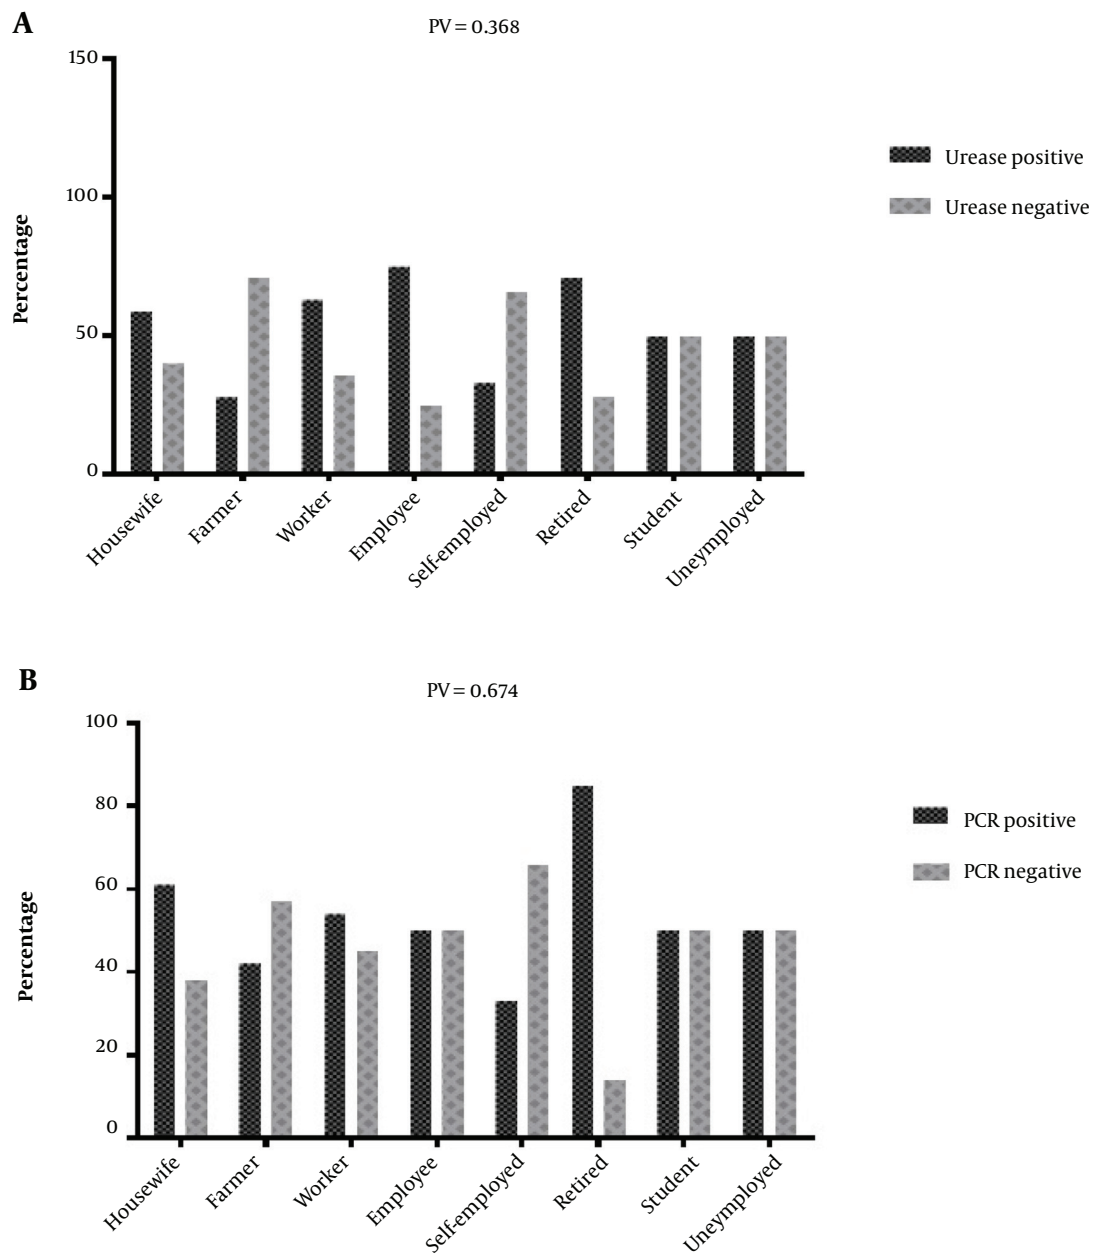 A
PV = 0.368
150
100
50
0
Percentage
Housewife
Farmer
Worker
Employee
Self-employed
Retired
Student
Uneymployed
Urease positive
Urease negative
B
PV = 0.674
100
80
60
40
20
0
Percentage
Housewife
Farmer
Worker
Employee
Self-employed
Retired
Student
Uneymployed
PCR positive
PCR negative